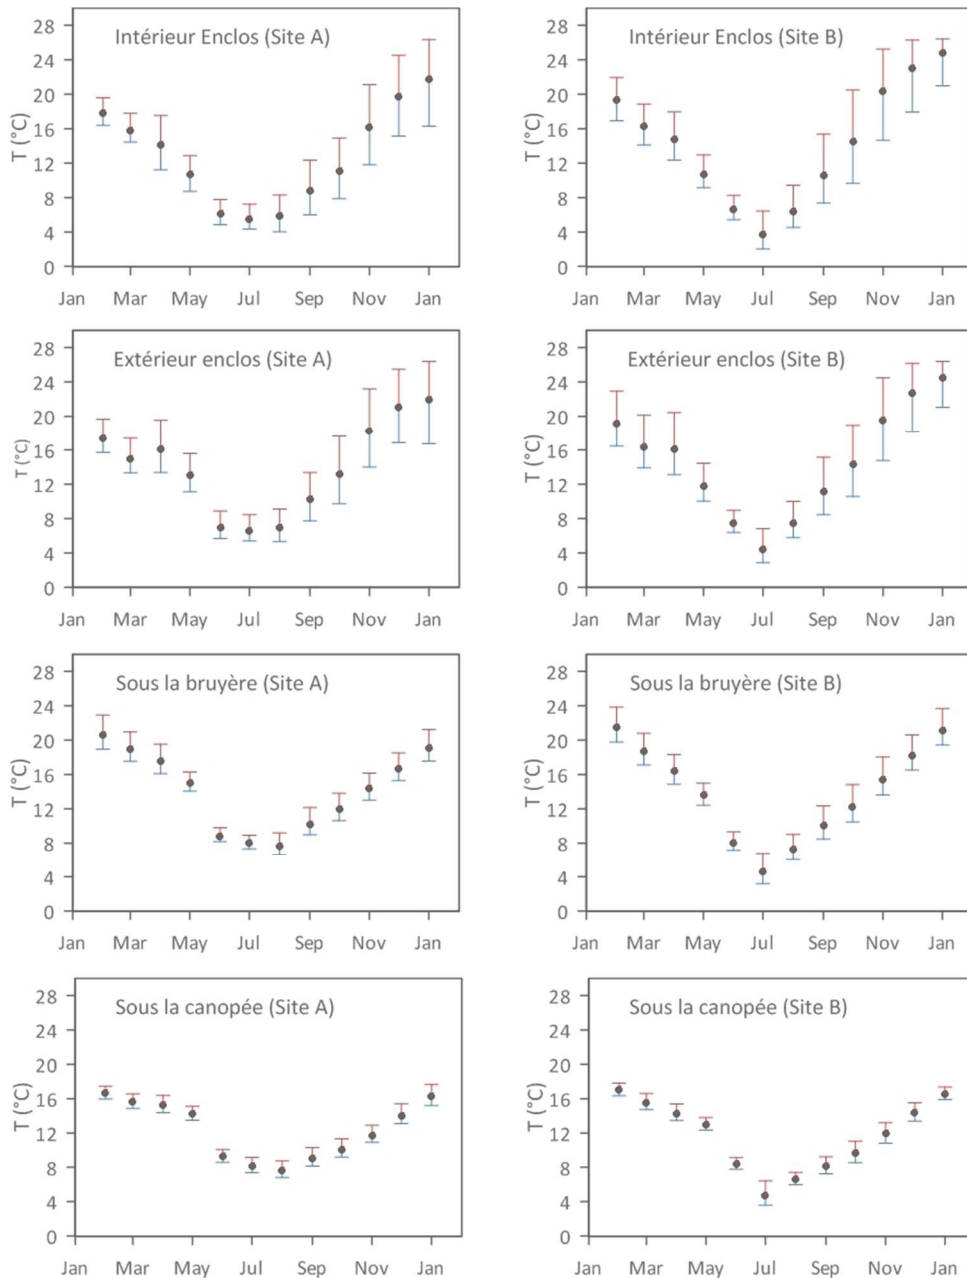 Intérieur Enclos (Site A)
T (°C)
28
24
20
16
12
8
4
0
Jan Mar May Jul Sep Nov Jan
Intérieur Enclos (Site B)
T (°C)
28
24
20
16
12
8
4
0
Jan Mar May Jul Sep Nov Jan
Extérieur enclos (Site A)
T (°C)
28
24
20
16
12
8
4
0
Jan Mar May Jul Sep Nov Jan
Extérieur enclos (Site B)
T (°C)
28
24
20
16
12
8
4
0
Jan Mar May Jul Sep Nov Jan
Sous la bruyère (Site A)
T (°C)
28
24
20
16
12
8
4
0
Jan Mar May Jul Sep Nov Jan
Sous la bruyère (Site B)
T (°C)
28
24
20
16
12
8
4
0
Jan Mar May Jul Sep Nov Jan
Sous la canopée (Site A)
T (°C)
28
24
20
16
12
8
4
0
Jan Mar May Jul Sep Nov Jan
Sous la canopée (Site B)
T (°C)
28
24
20
16
12
8
4
0
Jan Mar May Jul Sep Nov Jan